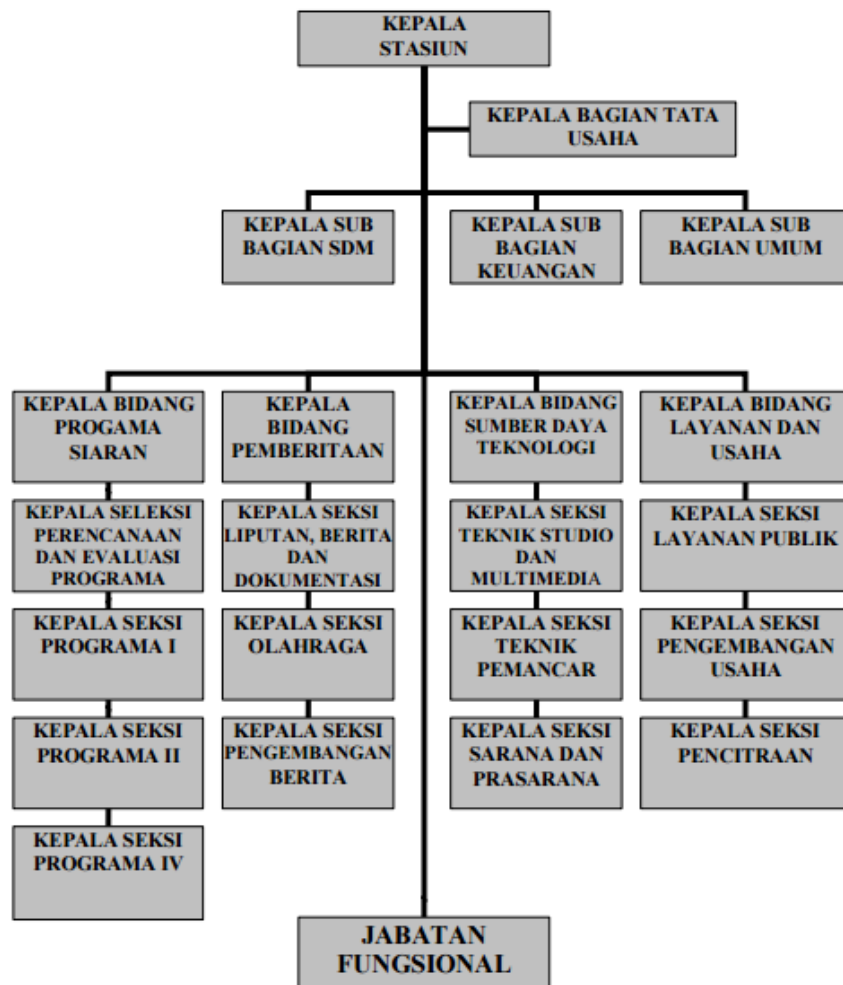 KEPALA
STASIUN
KEPALA BAGIAN TATA
USAHA
KEPALA SUB
BAGIAN SDM
KEPALA SUB
BAGIAN
KEUANGAN
KEPALA SUB
BAGIAN UMUM
KEPALA BIDANG
PROGAMA
SIARAN
KEPALA
BIDANG
PEMBERITAAN
KEPALA BIDANG
SUMBER DAYA
TEKNOLOGI
KEPALA BIDANG
LAYANAN DAN
USAHA
KEPALA SELEKSI
PERENCANAAN
DAN EVALUASI
PROGRAMA
KEPALA SEKSI
LIPUTAN, BERITA
DAN
DOKUMENTASI
KEPALA SEKSI
TEKNIK STUDIO
DAN
MULTIMEDIA
KEPALA SEKSI
LAYANAN PUBLIK
KEPALA SEKSI
PROGRAMA I
KEPALA SEKSI
OLAHRAGA
KEPALA SEKSI
TEKNIK
PEMANCAR
KEPALA SEKSI
PENGEMBANGAN
USAHA
KEPALA SEKSI
PROGRAMA II
KEPALA SEKSI
PENGEMBANGAN
BERITA
KEPALA SEKSI
SARANA DAN
PRASARANA
KEPALA SEKSI
PENCITRAAN
KEPALA SEKSI
PROGRAMA IV
JABATAN
FUNGSIONAL